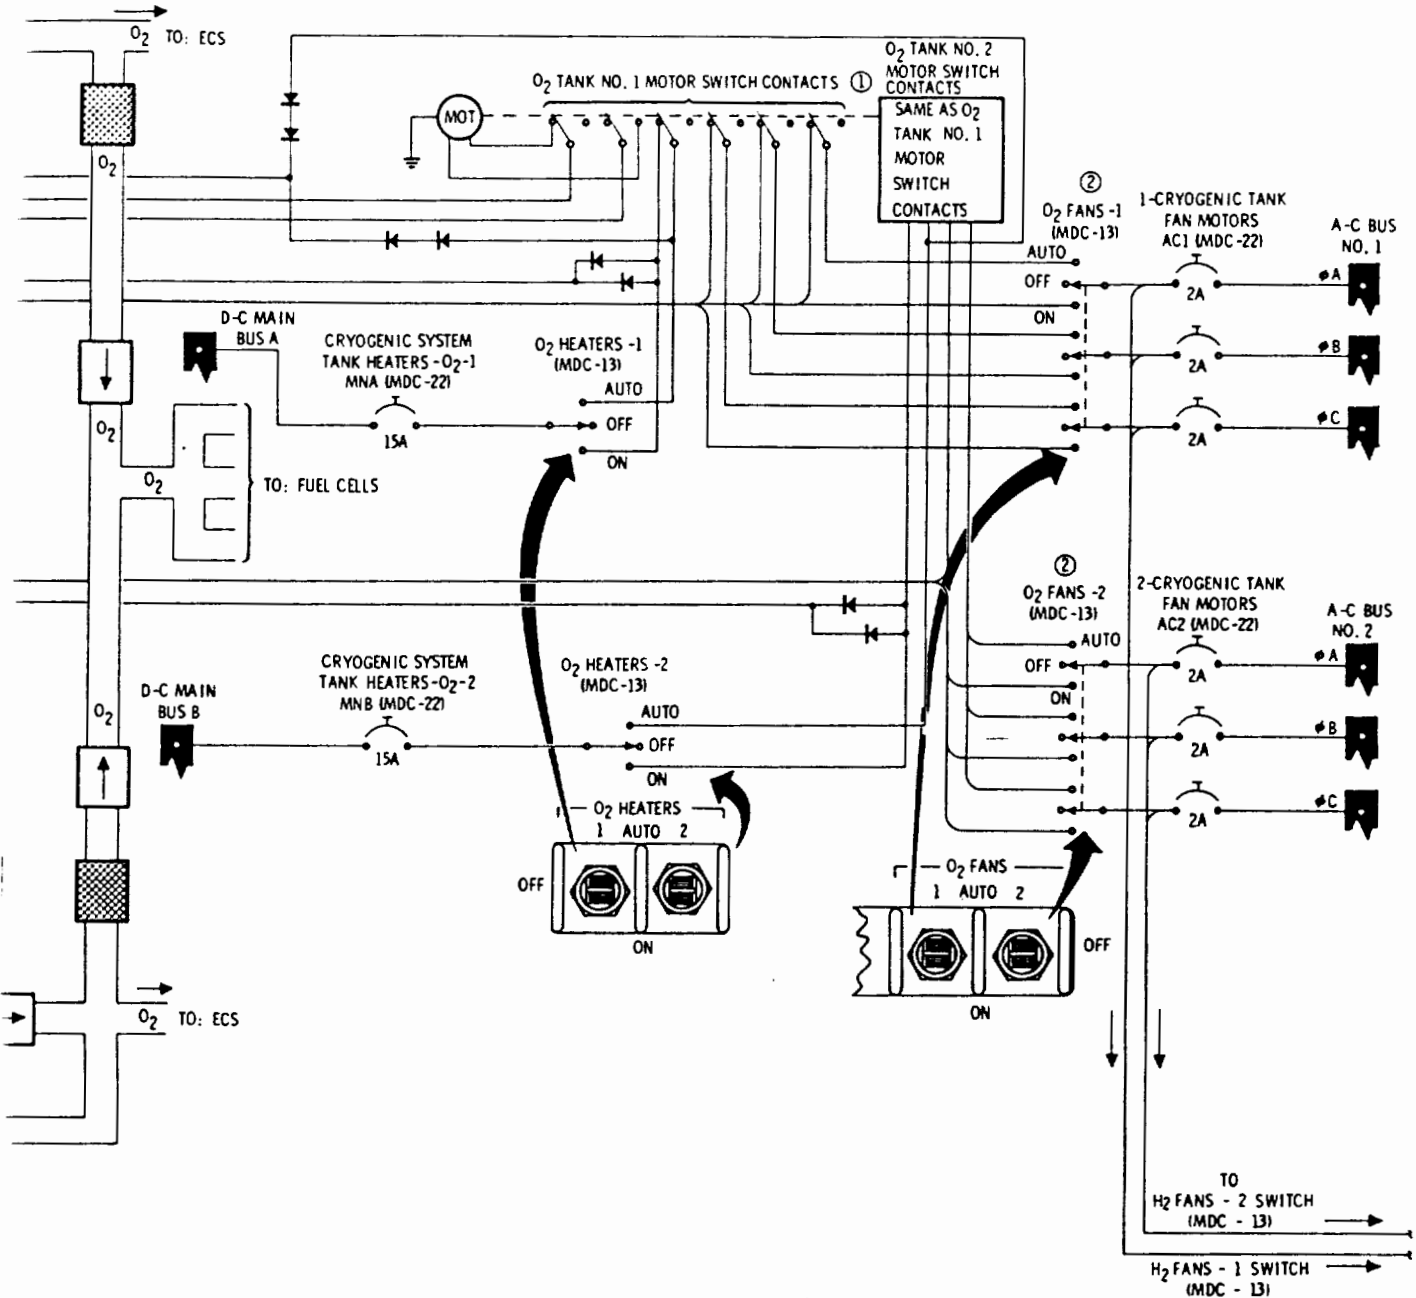 O2 TO: ECS
O2 TANK NO. 2
MOTOR SWITCH
CONTACTS
O2 TANK NO. 1 MOTOR SWITCH CONTACTS ①
MOT
SAME AS O2
TANK NO. 1
MOTOR
SWITCH
CONTACTS
O2
②
O2 FANS -1
(MDC-13)
AUTO
OFF
ON
1-CRYOGENIC TANK
FAN MOTORS
AC1 (MDC-22)
A-C BUS
NO. 1
ϕA
2A
ϕB
2A
ϕC
2A
D-C MAIN
BUS A
CRYOGENIC SYSTEM
TANK HEATERS-O2-1
MNA (MDC-22)
15A
O2 HEATERS -1
(MDC-13)
AUTO
OFF
ON
O2
O2
TO: FUEL CELLS
②
O2 FANS -2
(MDC-13)
AUTO
OFF
ON
2-CRYOGENIC TANK
FAN MOTORS
AC2 (MDC-22)
A-C BUS
NO. 2
ϕA
2A
ϕB
2A
ϕC
2A
O2
D-C MAIN
BUS B
CRYOGENIC SYSTEM
TANK HEATERS-O2-2
MNB (MDC-22)
15A
O2 HEATERS -2
(MDC-13)
AUTO
OFF
ON
O2 HEATERS
1 AUTO 2
OFF
ON
O2 FANS
1 AUTO 2
OFF
ON
O2 TO: ECS
TO
H2 FANS - 2 SWITCH
(MDC - 13)
H2 FANS - 1 SWITCH
(MDC - 13)